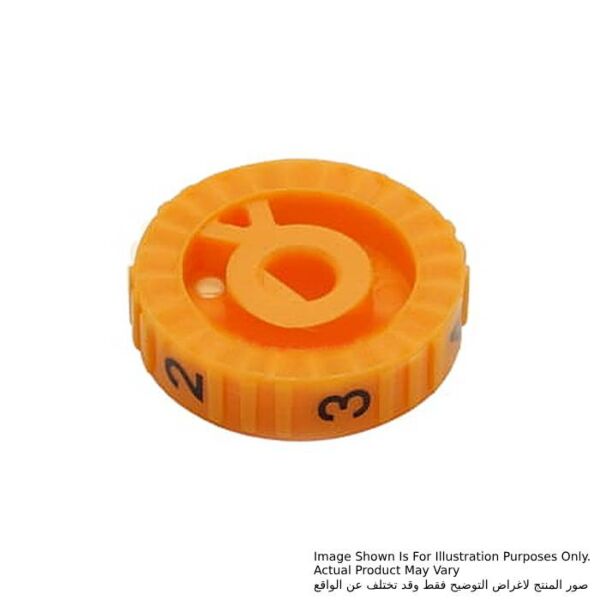 2
3
Image Shown Is For Illustration Purposes Only.
Actual Product May Vary
صور المنتج لاغراض التوضيح فقط وقد تختلف عن الواقع